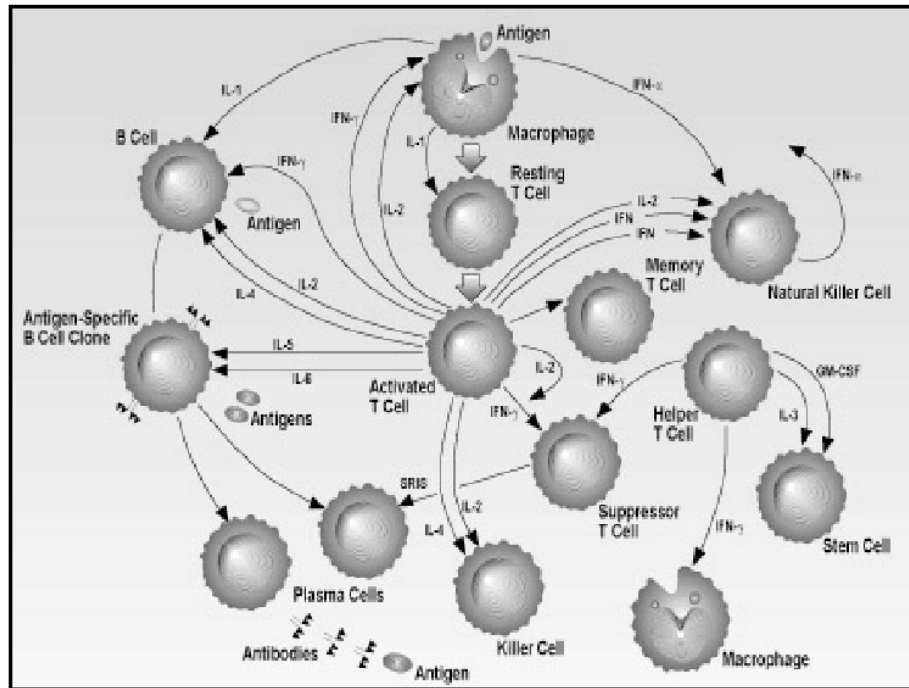 Antigen
IL-1
IFN-α
IFN-γ
Macrophage
B Cell
IL-1
IFN-γ
Resting
T Cell
IFN-α
IL-2
IL-2
IFN
Antigen
IFN
Memory
T Cell
IL-2
IL-4
Natural Killer Cell
Antigen-Specific
B Cell Clone
IL-5
IL-2
GM-CSF
IL-6
Activated
T Cell
IFN-γ
Antigens
IFN-γ
Helper
T Cell
IL-3
SRIS
Suppressor
T Cell
IL-2
IFN-γ
IL-4
Stem Cell
Plasma Cells
Antibodies
Killer Cell
Antigen
Macrophage